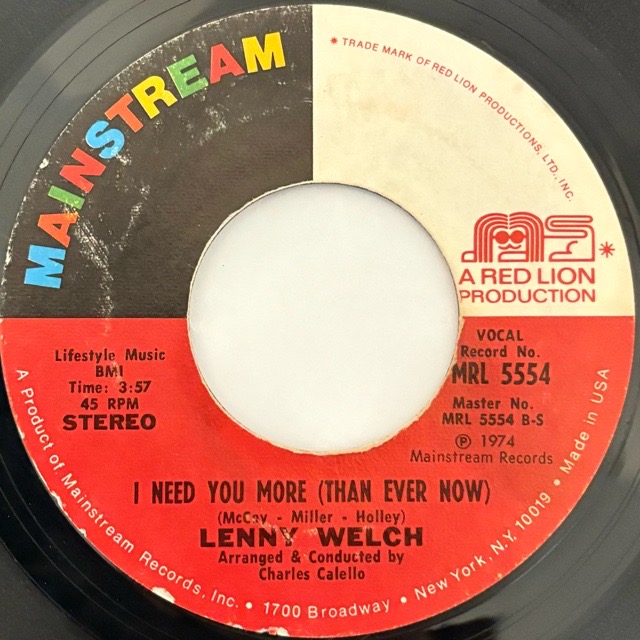 MAINSTREAM
* TRADE MARK OF RED LION PRODUCTIONS, LTD., INC.
A RED LION
PRODUCTION
*
Lifestyle Music
BMI
Time: 3:57
45 RPM
STEREO
VOCAL
Record No.
MRL 5554
Master No.
MRL 5554 B-S
℗ 1974
Mainstream Records
I NEED YOU MORE (THAN EVER NOW)
(McCoy - Miller - Holley)
LENNY WELCH
Arranged & Conducted by
Charles Calello
A Product of Mainstream Records, Inc. • 1700 Broadway • New York, N.Y. 10019 • Made in USA